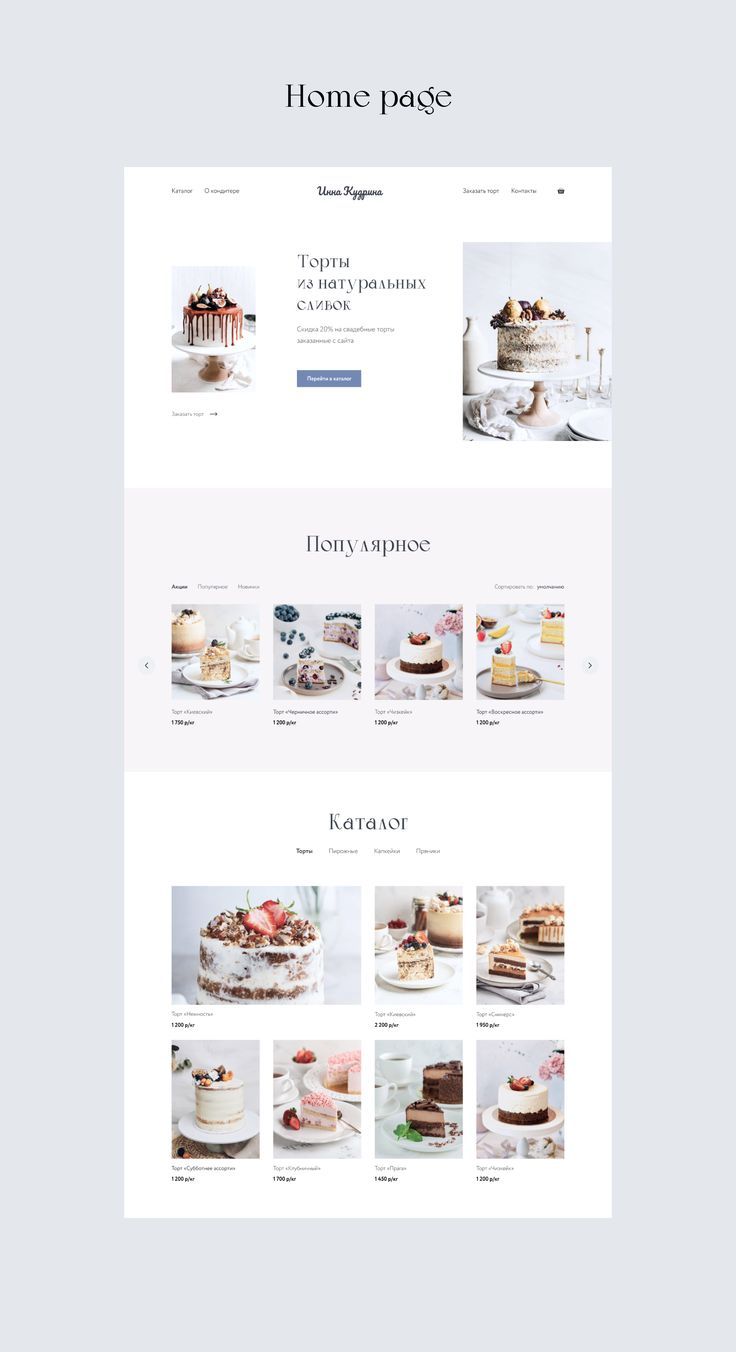 Home page
Каталог
О кондитере
Инна Кудрина
Заказать торт
Контакты
Торты
из натуральных
сливок
Скидка 20% на свадебные торты
заказанные с сайта
Перейти в каталог
Заказать торт
Популярное
Акции
Популярное
Новинки
Сортировать по: умолчанию
Торт «Киевский»
1 750 р/кг
Торт «Черничное ассорти»
1 200 р/кг
Торт «Чизкейк»
1 200 р/кг
Торт «Воскресное ассорти»
1 200 р/кг
Каталог
Торты
Пирожные
Капкейки
Пряники
Торт «Нежность»
1 200 р/кг
Торт «Киевский»
2 200 р/кг
Торт «Сникерс»
1 950 р/кг
Торт «Субботнее ассорти»
1 200 р/кг
Торт «Клубничный»
1 700 р/кг
Торт «Прага»
1 450 р/кг
Торт «Чизкейк»
1 200 р/кг